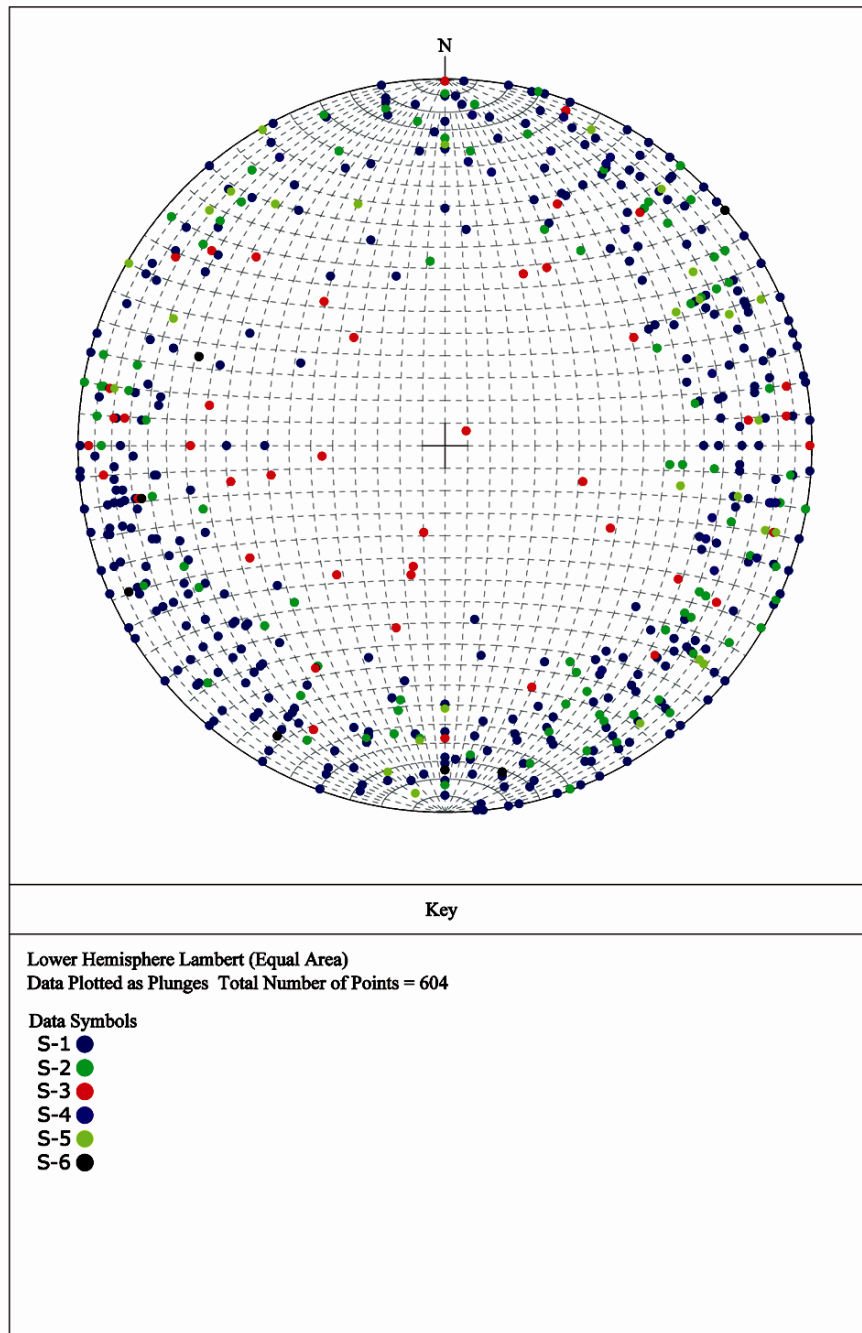 N
Key
Lower Hemisphere Lambert (Equal Area)
Data Plotted as Plunges Total Number of Points = 604
Data Symbols
S-1
S-2
S-3
S-4
S-5
S-6